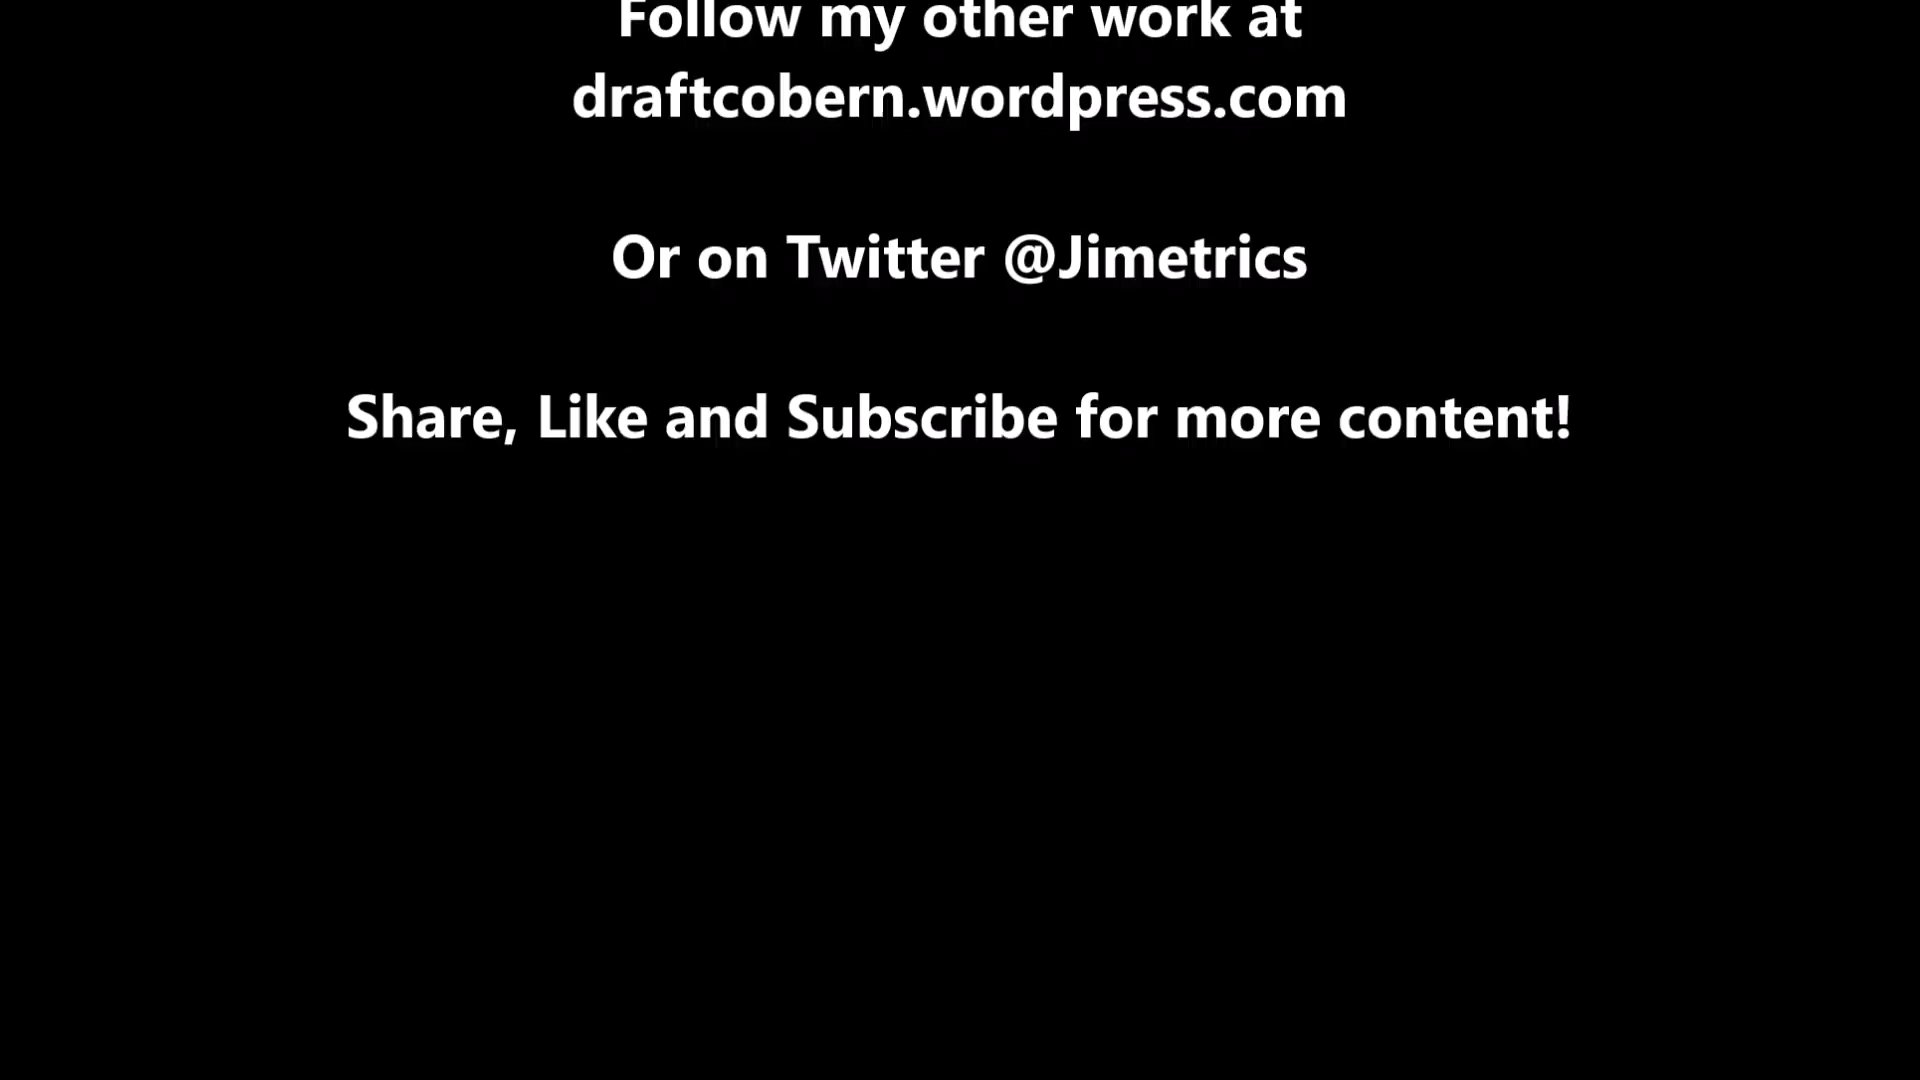 Follow my other work at
draftcobern.wordpress.com
Or on Twitter @Jimetrics
Share, Like and Subscribe for more content!